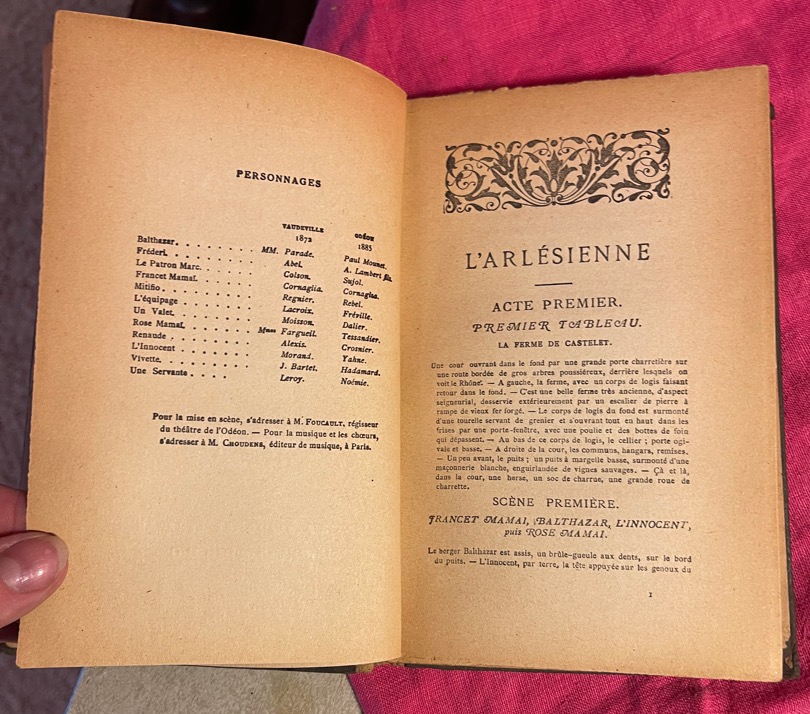 PERSONNAGES
VAUDEVILLE ODÉON
1872 1885
Balthazar. . . . . . . . . MM. Parade. Paul Mounet.
Fréderi. . . . . . . . . Abel. A. Lambert fils.
Le Patron Marc. . . . . . . Colson. Sujol.
Francet Mamaï. . . . . . . Cornaglia. Cornaglia.
Mitifio . . . . . . . . . Regnier. Rebel.
L'équipage . . . . . . . . Lacroix. Fréville.
Un Valet. . . . . . . . . Moisson. Dalier.
Rose Mamaï. . . . . . . . Mmes Fargueil. Tessandier.
Renaude . . . . . . . . . Alexis. Crosnier.
L'Innocent . . . . . . . . Morand. Yahne.
Vivette. . . . . . . . . . J. Bartet. Hadamard.
Une Servante . . . . Leroy. Noémie.
Pour la mise en scène, s'adresser à M. FOUCAULT, régisseur
du théâtre de l'Odéon. — Pour la musique et les chœurs,
s'adresser à M. CHOUDENS, éditeur de musique, à Paris.
L'ARLÉSIENNE
ACTE PREMIER.
PREMIER TABLEAU.
LA FERME DE CASTELET.
Une cour ouvrant dans le fond par une grande porte charretière sur
une route bordée de gros arbres poussiéreux, derrière lesquels on
voit le Rhône. — A gauche, la ferme, avec un corps de logis faisant
retour dans le fond. — C'est une belle ferme très ancienne, d'aspect
seigneurial, desservie extérieurement par un escalier de pierre à
rampe de vieux fer forgé. — Le corps de logis du fond est surmonté
d'une tourelle servant de grenier et s'ouvrant tout en haut dans les
frises par une porte-fenêtre, avec une poulie et des bottes de foin
qui dépassent. — Au bas de ce corps de logis, le cellier ; porte ogi-
vale et basse. — A droite de la cour, les communs, hangars, remises.
— Un peu avant, le puits ; un puits à margelle basse, surmonté d'une
maçonnerie blanche, enguirlandée de vignes sauvages. — Çà et là,
dans la cour, une herse, un soc de charrue, une grande roue de
charrette.
SCÈNE PREMIÈRE.
FRANCET MAMAI, BALTHAZAR, L'INNOCENT,
puis ROSE MAMAI.
Le berger Balthazar est assis, un brûle-gueule aux dents, sur le bord
du puits. — L'Innocent, par terre, la tête appuyée sur les genoux du
1